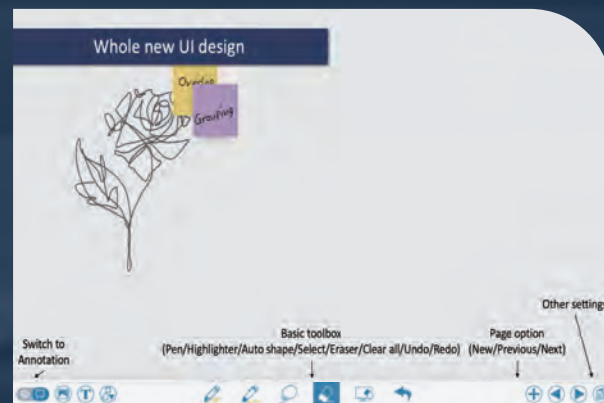 Whole new UI design
Overlap
Grouping
Other settings
Switch to
Annotation
Basic toolbox
(Pen/Highlighter/Auto shape/Select/Eraser/Clear all/Undo/Redo)
Page option
(New/Previous/Next)
T